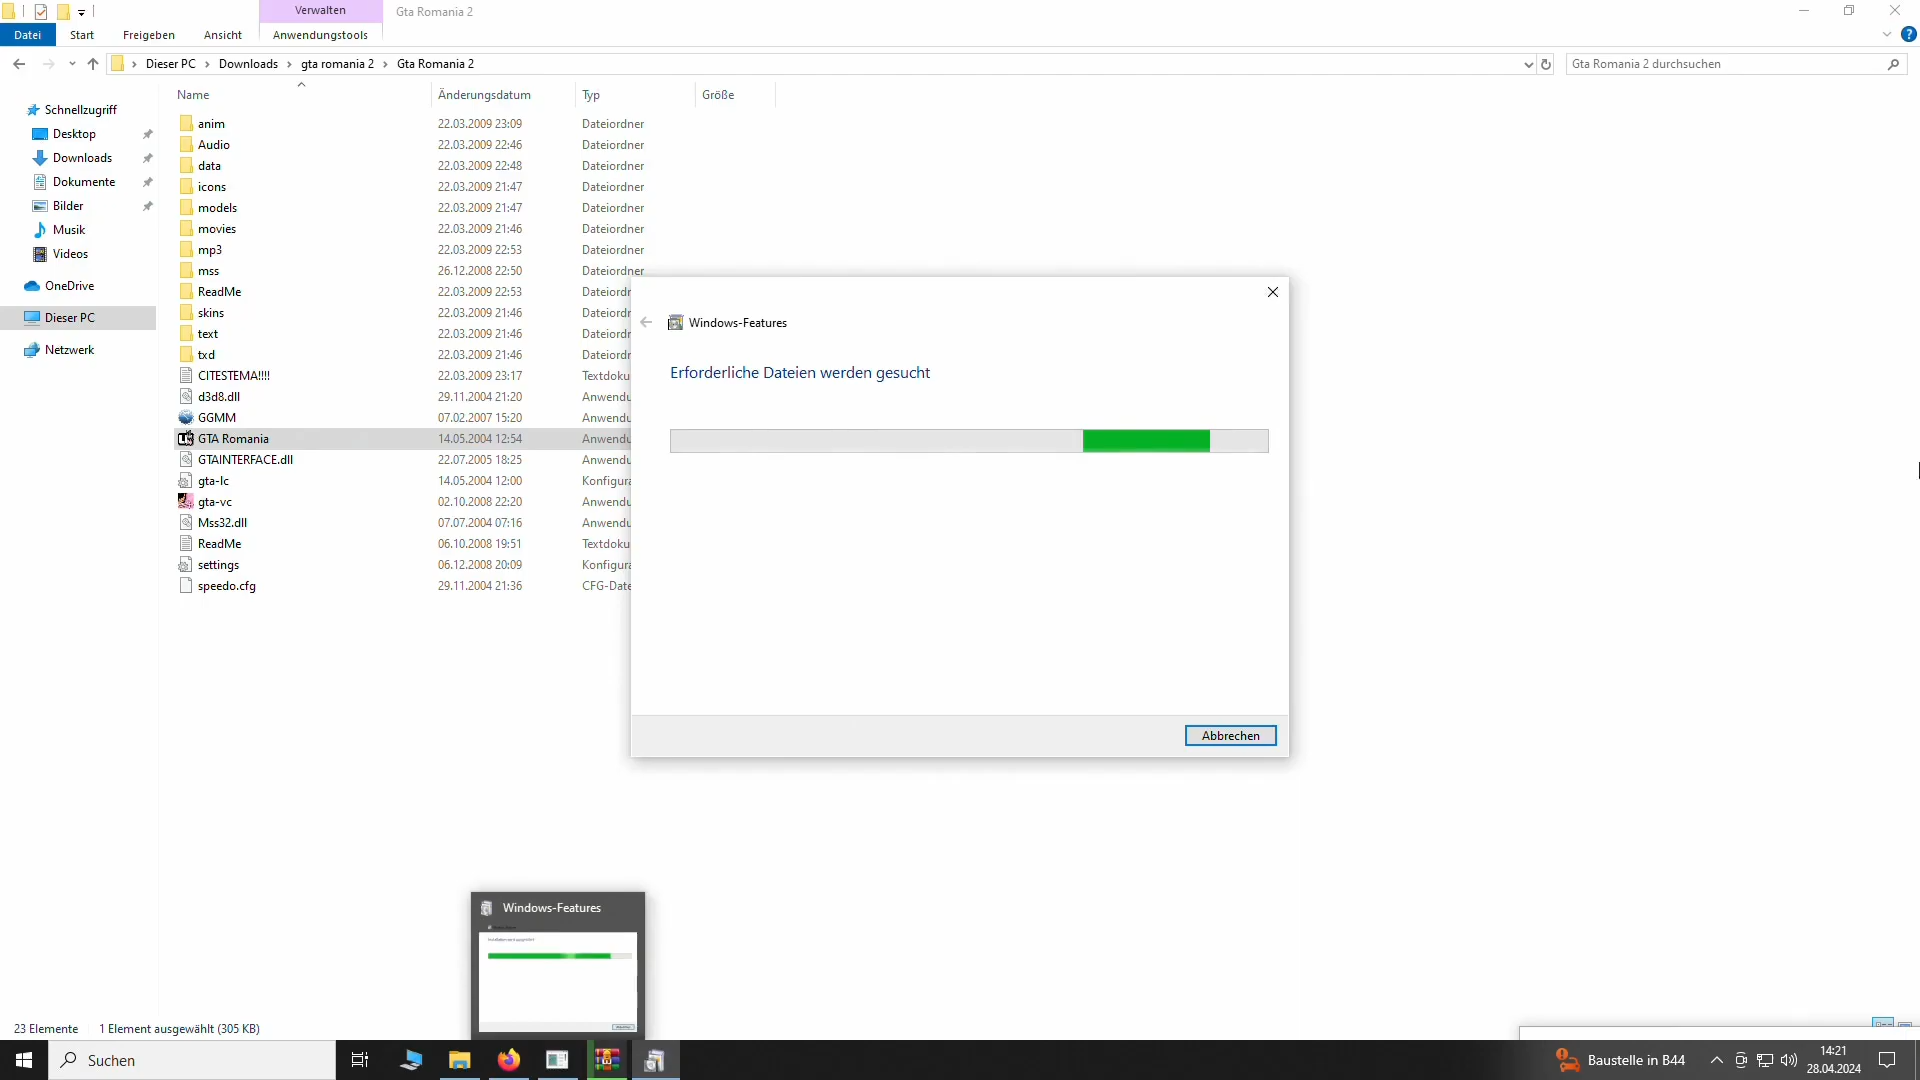 Verwalten
Gta Romania 2
Datei
Start
Freigeben
Ansicht
Anwendungstools
Dieser PC
Downloads
gta romania 2
Gta Romania 2
Gta Romania 2 durchsuchen
Name
Änderungsdatum
Typ
Größe
Schnellzugriff
Desktop
Downloads
Dokumente
Bilder
Musik
Videos
OneDrive
Dieser PC
Netzwerk
anim 22.03.2009 23:09 Dateiordner
Audio 22.03.2009 22:46 Dateiordner
data 22.03.2009 22:48 Dateiordner
icons 22.03.2009 21:47 Dateiordner
models 22.03.2009 21:47 Dateiordner
movies 22.03.2009 21:46 Dateiordner
mp3 22.03.2009 22:53 Dateiordner
mss 26.12.2008 22:50 Dateiordner
ReadMe 22.03.2009 22:53 Dateiordr
skins 22.03.2009 21:46 Dateiordr
text 22.03.2009 21:46 Dateiordr
txd 22.03.2009 21:46 Dateiordr
CITESTEMA!!!! 22.03.2009 23:17 Textdoku
d3d8.dll 29.11.2004 21:20 Anwendu
GGMM 07.02.2007 15:20 Anwendu
GTA Romania 14.05.2004 12:54 Anwendu
GTAINTERFACE.dll 22.07.2005 18:25 Anwendu
gta-lc 14.05.2004 12:00 Konfigura
gta-vc 02.10.2008 22:20 Anwendu
Mss32.dll 07.07.2004 07:16 Anwendu
ReadMe 06.10.2008 19:51 Textdoku
settings 06.12.2008 20:09 Konfigura
speedo.cfg 29.11.2004 21:36 CFG-Date
Windows-Features
Erforderliche Dateien werden gesucht
Abbrechen
Windows-Features
23 Elemente
1 Element ausgewählt (305 KB)
Suchen
Baustelle in B44
14:21
28.04.2024